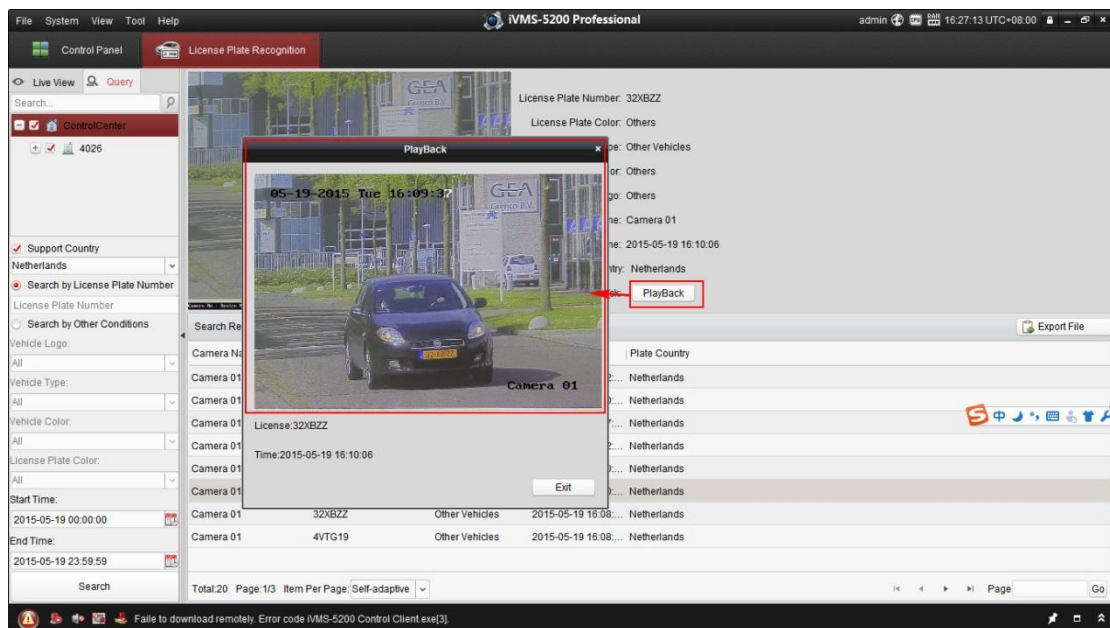 File System View Tool Help
iVMS-5200 Professional
admin
16:27:13 UTC+08:00
Control Panel
License Plate Recognition
Live View
Query
Search...
ControlCenter
4026
Support Country
Netherlands
Search by License Plate Number
License Plate Number
Search by Other Conditions
Vehicle Logo:
All
Vehicle Type:
All
Vehicle Color:
All
License Plate Color:
All
Start Time:
2015-05-19 00:00:00
End Time:
2015-05-19 23:59:59
Search
GEA
License Plate Number: 32XBZZ
License Plate Color: Others
pe: Other Vehicles
or: Others
go: Others
ne: Camera 01
ne: 2015-05-19 16:10:06
ntry: Netherlands
PlayBack
PlayBack
05-19-2015 Tue 16:09:37
GEA
32XBZZ
Camera 01
License:32XBZZ
Time:2015-05-19 16:10:06
Exit
Search Re
Export File
Camera Na
Plate Country
Camera 01 2:... Netherlands
Camera 01 0:... Netherlands
Camera 01 7:... Netherlands
Camera 01 2:... Netherlands
Camera 01 0:... Netherlands
Camera 01 0:... Netherlands
Camera 01 32XBZZ Other Vehicles 2015-05-19 16:08:... Netherlands
Camera 01 4VTG19 Other Vehicles 2015-05-19 16:08:... Netherlands
中
Total:20 Page:1/3 Item Per Page: Self-adaptive
Page Go
Faile to download remotely. Error code iVMS-5200 Control Client.exe[3].